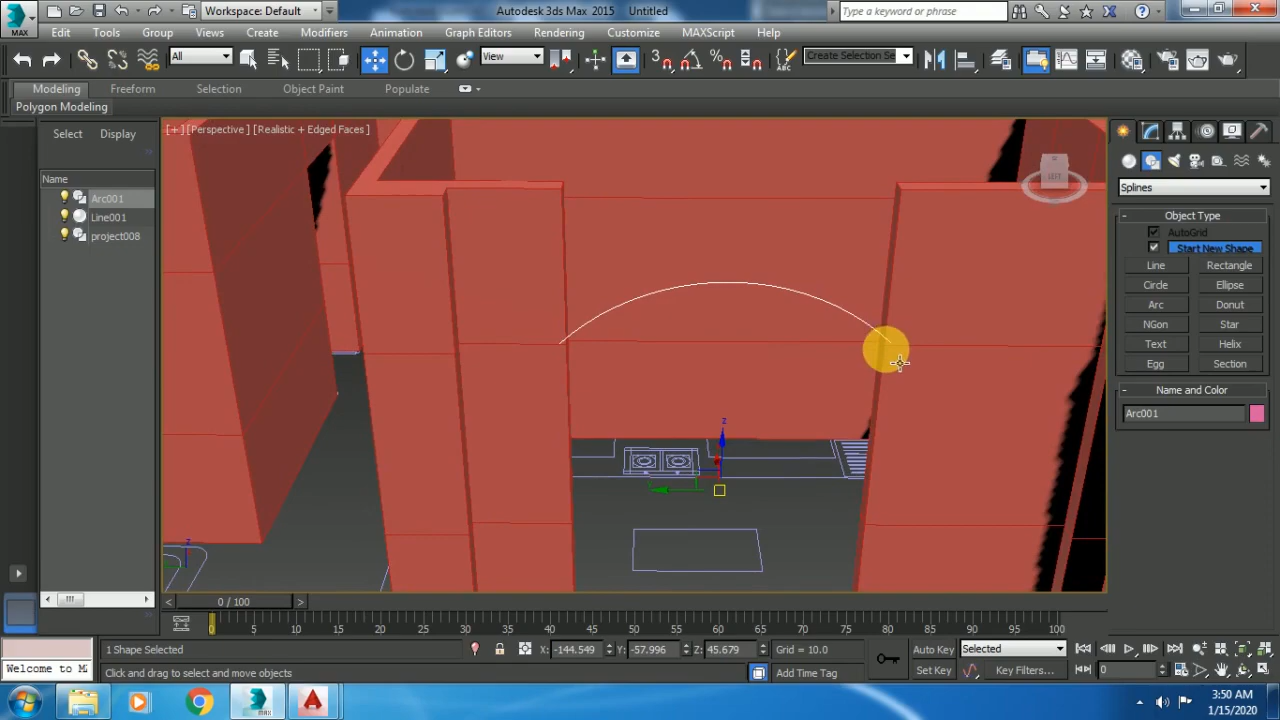 Workspace: Default
Autodesk 3ds Max 2015    Untitled
Type a keyword or phrase
MAX
Edit Tools Group Views Create Modifiers Animation Graph Editors Rendering Customize MAXScript Help
All
View
Create Selection Se
Modeling Freeform Selection Object Paint Populate
Polygon Modeling
Select Display
[+] [Perspective] [Realistic + Edged Faces]
Name
Arc001
Line001
project008
LEFT
z
z
Splines
Object Type
AutoGrid
Start New Shape
Line Rectangle
Circle Ellipse
Arc Donut
NGon Star
Text Helix
Egg Section
Name and Color
Arc001
0 / 100
0 5 10 15 20 25 30 35 40 45 50 55 60 65 70 75 80 85 90 95 100
1 Shape Selected
X: -144.549 Y: -57.996 Z: 45.679 Grid = 10.0
Auto Key Selected
Welcome to M
Click and drag to select and move objects
Add Time Tag
Set Key Key Filters...
0
3:50 AM
1/15/2020